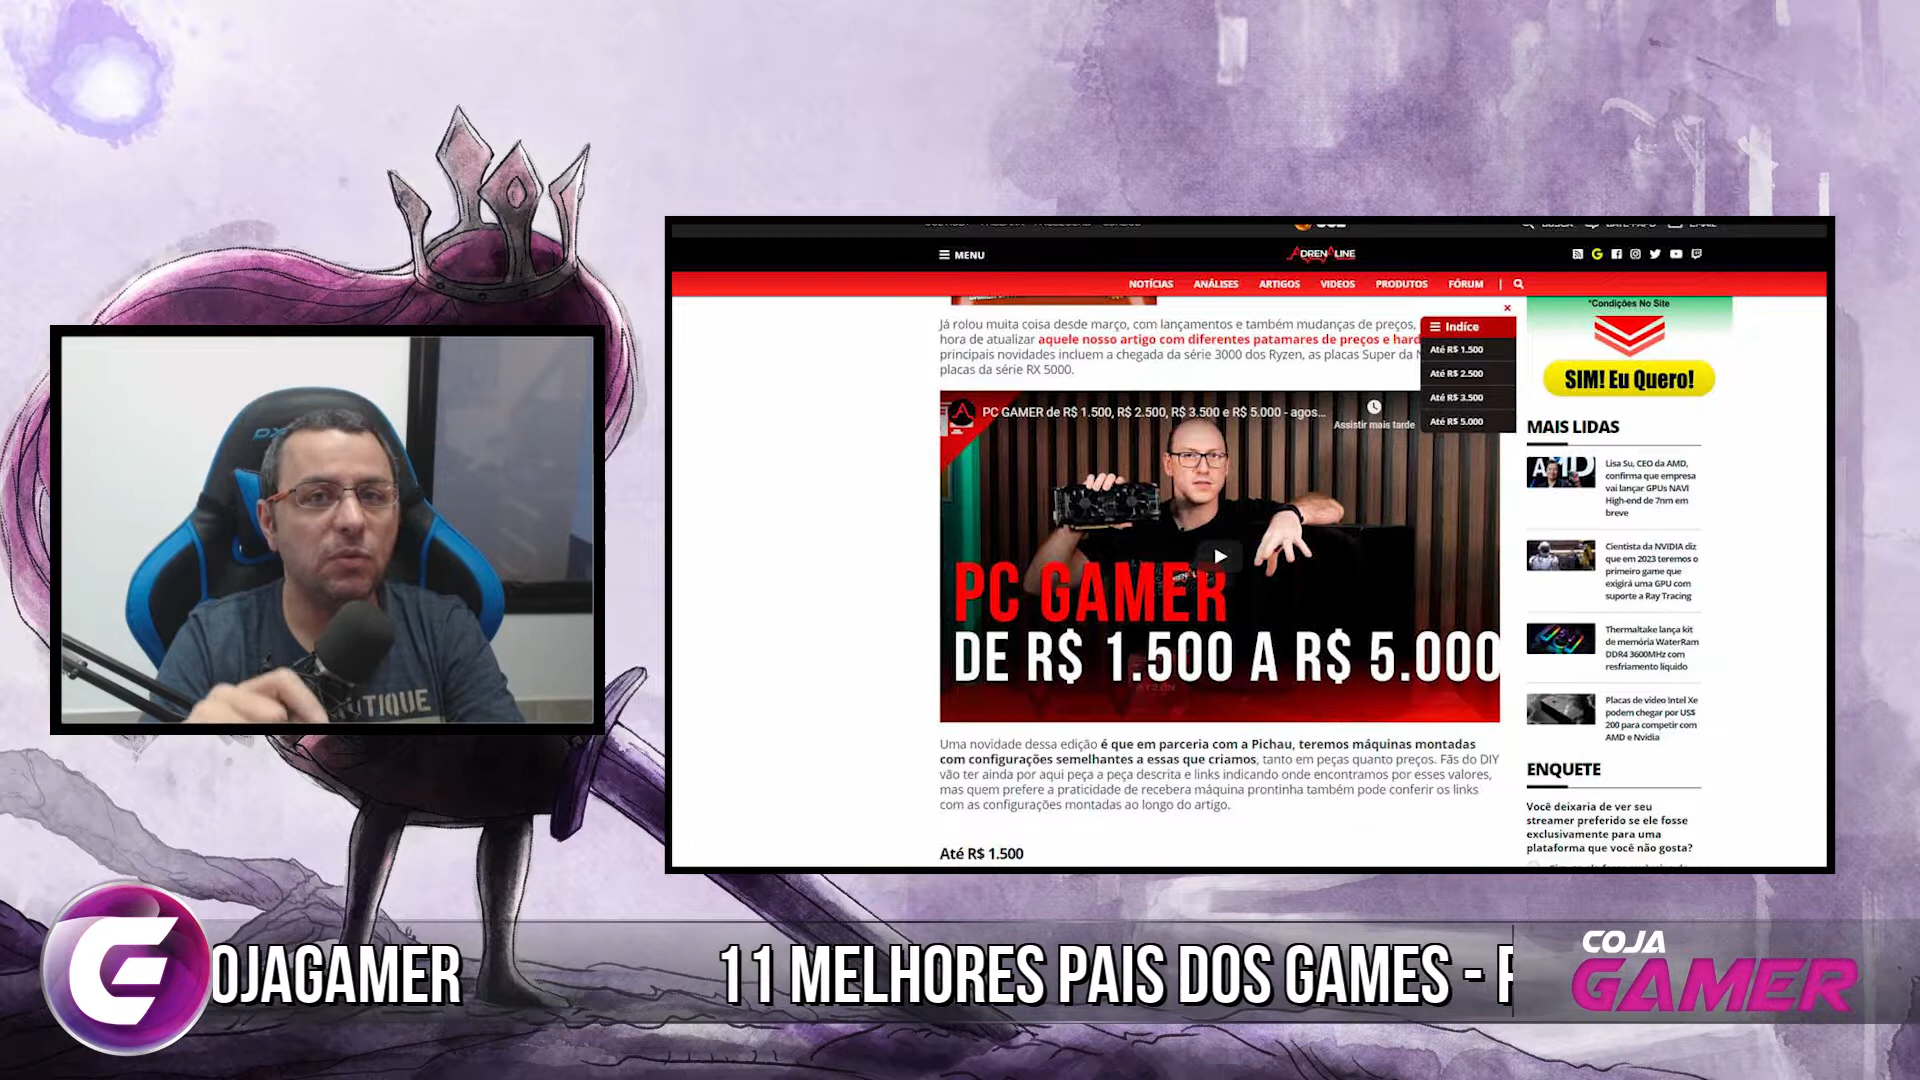 MENU
ADRENALINE
NOTÍCIAS ANÁLISES ARTIGOS VIDEOS PRODUTOS FÓRUM |
Já rolou muita coisa desde março, com lançamentos e também mudanças de preços.
hora de atualizar aquele nosso artigo com diferentes patamares de preços e hard
principais novidades incluem a chegada da série 3000 dos Ryzen, as placas Super da
placas da série RX 5000.
Indíce
Até R$ 1.500
Até R$ 2.500
Até R$ 3.500
Até R$ 5.000
PC GAMER de R$ 1.500, R$ 2.500, R$ 3.500 e R$ 5.000 - agos...
Assistir mais tarde
PC GAMER
DE R$ 1.500 A R$ 5.000
Uma novidade dessa edição é que em parceria com a Pichau, teremos máquinas montadas
com configurações semelhantes a essas que criamos, tanto em peças quanto preços. Fãs do DIY
vão ter ainda por aqui peça a peça descrita e links indicando onde encontramos por esses valores,
mas quem prefere a praticidade de recebera máquina prontinha também pode conferir os links
com as configurações montadas ao longo do artigo.
Até R$ 1.500
*Condições No Site
SIM! Eu Quero!
MAIS LIDAS
AMD
Lisa Su, CEO da AMD,
confirma que empresa
vai lançar GPUs NAVI
High-end de 7nm em
breve
Cientista da NVIDIA diz
que em 2023 teremos o
primeiro game que
exigirá uma GPU com
suporte a Ray Tracing
Thermaltake lança kit
de memória WaterRam
DDR4 3600MHz com
resfriamento líquido
Placas de vídeo Intel Xe
podem chegar por US$
200 para competir com
AMD e Nvidia
ENQUETE
Você deixaria de ver seu
streamer preferido se ele fosse
exclusivamente para uma
plataforma que você não gosta?
DX
UTIQUE
OJAGAMER
11 MELHORES PAIS DOS GAMES -
COJA
GAMER